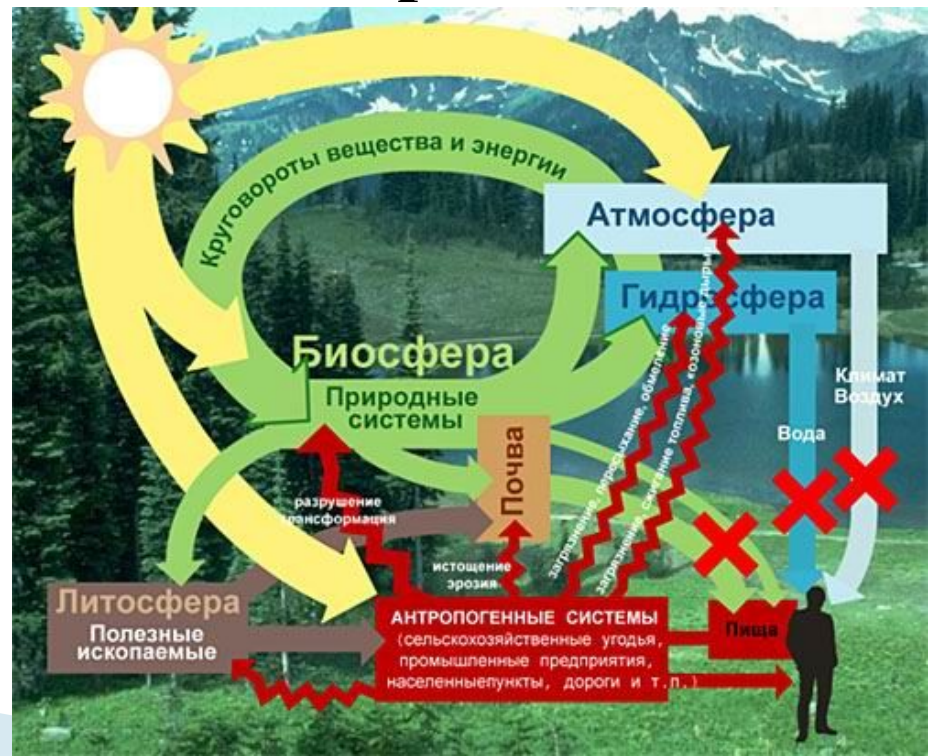 Круговороты вещества и энергии
Атмосфера
Гидросфера
Биосфера
Природные
системы
Климат
Воздух
Вода
Почва
разрушение
трансформация
загрязнение, пересыхание, обмеление
загрязнение, сжигание топлива, «озоновые дыры»
истощение
эрозия
Литосфера
Полезные
ископаемые
АНТРОПОГЕННЫЕ СИСТЕМЫ
(сельскохозяйственные угодья,
промышленные предприятия,
населенныепункты, дороги и т.п.)
Пища